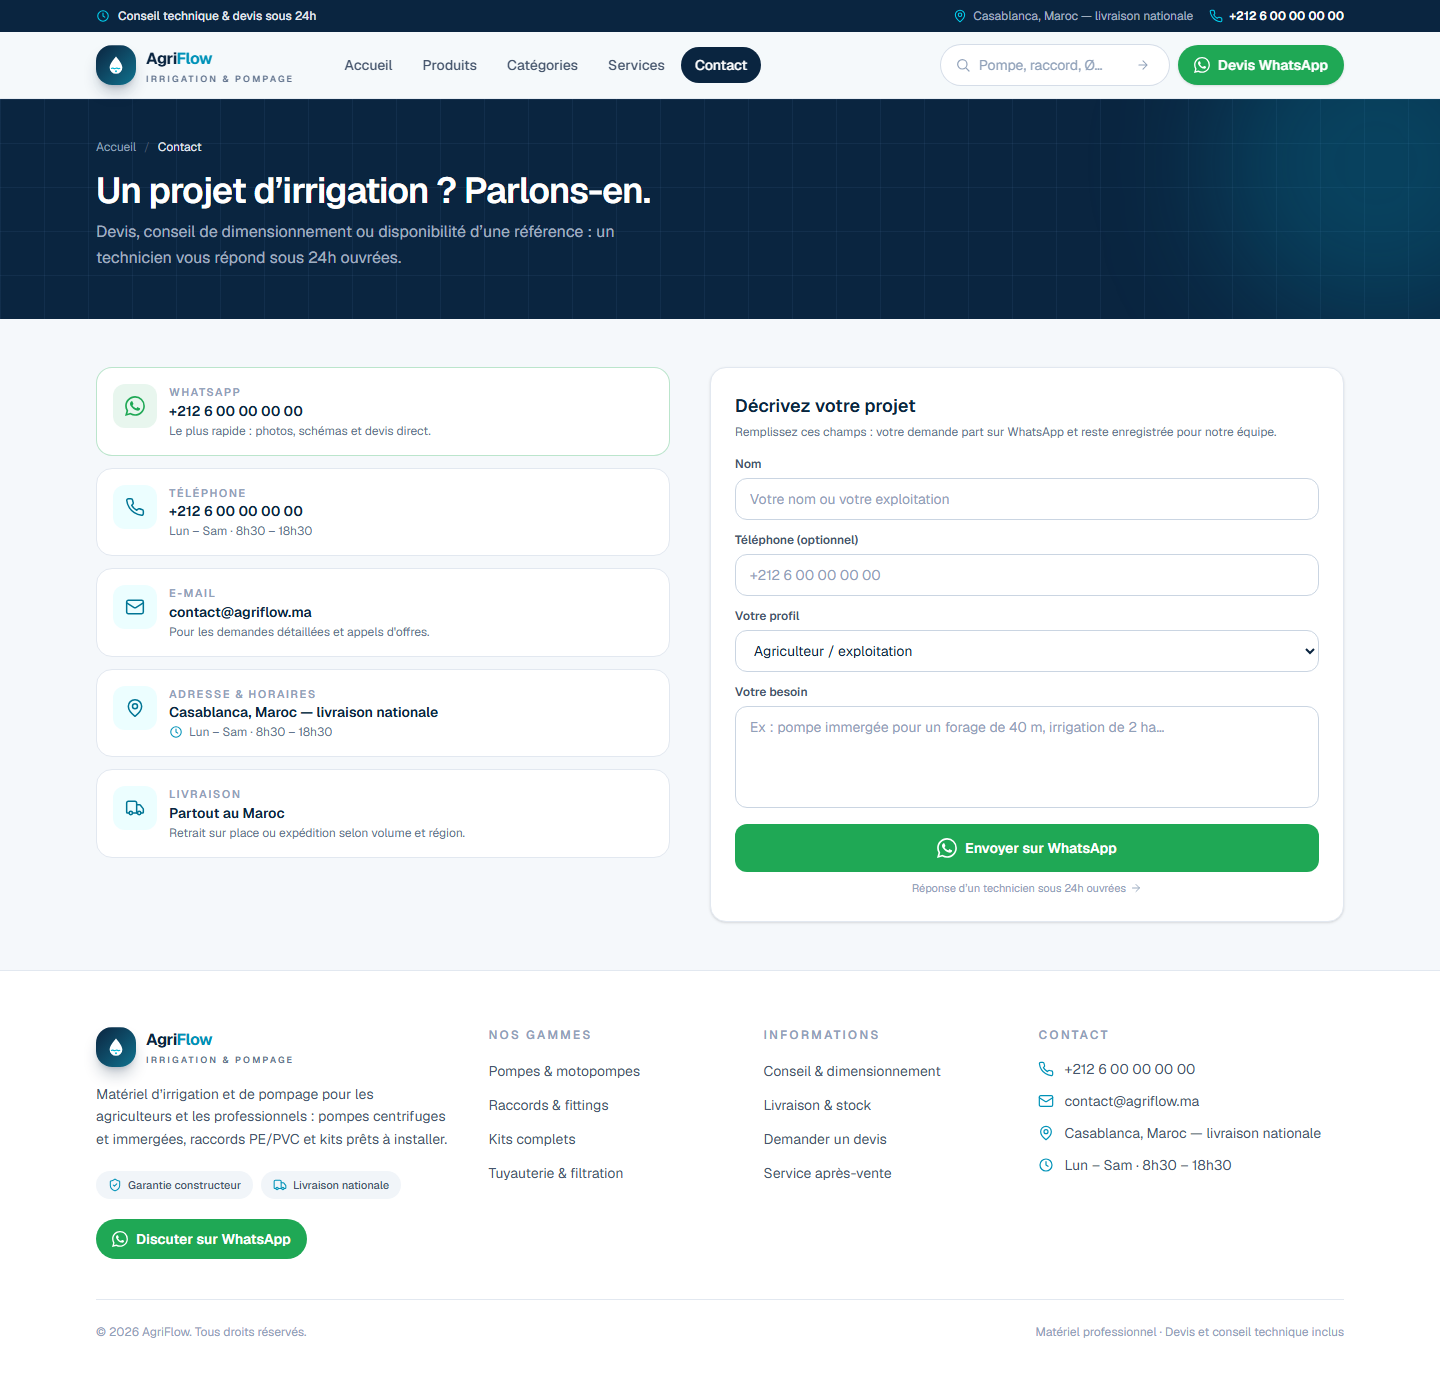 Conseil technique & devis sous 24h
Casablanca, Maroc — livraison nationale
+212 6 00 00 00 00
AgriFlow
IRRIGATION & POMPAGE
Accueil
Produits
Catégories
Services
Contact
Pompe, raccord, Ø...
Devis WhatsApp
Accueil / Contact
Un projet d’irrigation ? Parlons-en.
Devis, conseil de dimensionnement ou disponibilité d’une référence : un
technicien vous répond sous 24h ouvrées.
WHATSAPP
+212 6 00 00 00 00
Le plus rapide : photos, schémas et devis direct.
TÉLÉPHONE
+212 6 00 00 00 00
Lun – Sam · 8h30 – 18h30
E-MAIL
contact@agriflow.ma
Pour les demandes détaillées et appels d’offres.
ADRESSE & HORAIRES
Casablanca, Maroc — livraison nationale
Lun – Sam · 8h30 – 18h30
LIVRAISON
Partout au Maroc
Retrait sur place ou expédition selon volume et région.
Décrivez votre projet
Remplissez ces champs : votre demande part sur WhatsApp et reste enregistrée pour notre équipe.
Nom
Votre nom ou votre exploitation
Téléphone (optionnel)
+212 6 00 00 00 00
Votre profil
Agriculteur / exploitation
Votre besoin
Ex : pompe immergée pour un forage de 40 m, irrigation de 2 ha...
Envoyer sur WhatsApp
Réponse d’un technicien sous 24h ouvrées →
AgriFlow
IRRIGATION & POMPAGE
Matériel d’irrigation et de pompage pour les
agriculteurs et les professionnels : pompes centrifuges
et immergées, raccords PE/PVC et kits prêts à installer.
Garantie constructeur
Livraison nationale
Discuter sur WhatsApp
NOS GAMMES
Pompes & motopompes
Raccords & fittings
Kits complets
Tuyauterie & filtration
INFORMATIONS
Conseil & dimensionnement
Livraison & stock
Demander un devis
Service après-vente
CONTACT
+212 6 00 00 00 00
contact@agriflow.ma
Casablanca, Maroc — livraison nationale
Lun – Sam · 8h30 – 18h30
© 2026 AgriFlow. Tous droits réservés.
Matériel professionnel · Devis et conseil technique inclus